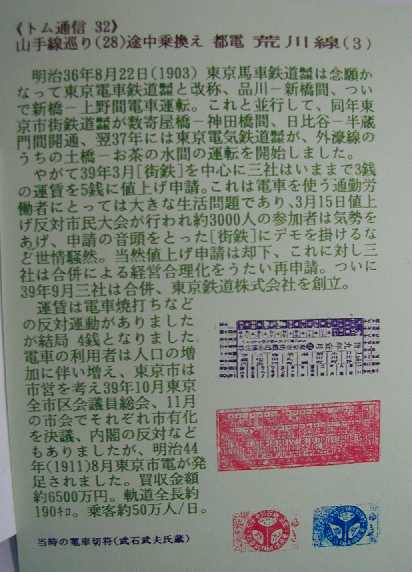 《トム通信 32》
山手線巡り(28)途中乗換え 都電 荒川線(3)
明治36年8月22日(1903) 東京馬車鉄道㍿は念願か
なって東京電車鉄道㍿と改称、品川－新橋間、つい
で新橋－上野間電車運転。これと並行して、同年東
京市街鉄道㍿が数寄屋橋－神田橋間、日比谷－半蔵
門間開通、翌37年には東京電気鉄道㍿が、外濠線の
うちの土橋－お茶の水間の運転を開始しました。
やがて39年3月[街鉄]を中心に三社はいままで3銭
の運賃を5銭に値上げ申請。これは電車を使う通勤労
働者にとっては大きな生活問題であり、3月15日値上
げ反対市民大会が行われ約3000人の参加者は気勢を
あげ、申請の音頭をとった[街鉄]にデモを掛けるな
ど世情騒然。当然値上げ申請は却下、これに対し三
社は合併による経営合理化をうたい再申請。ついに
39年9月三社は合併、東京鉄道株式会社を創立。
運賃は電車焼打ちなど
の反対運動がありました
が結局 4銭となりました
電車の利用者は人口の増
加に伴い増え、東京市は
市営を考え39年10月東京
全市区会議員総会、11月
の市会でそれぞれ市有化
を決議、内閣の反対など
もありましたが、明治44
年(1911)8月東京市電が発
足されました。買収金額
約6500万円。軌道全長約
190㌔。乗客約50万人/日。
当時の電車切符(武石武夫氏蔵)